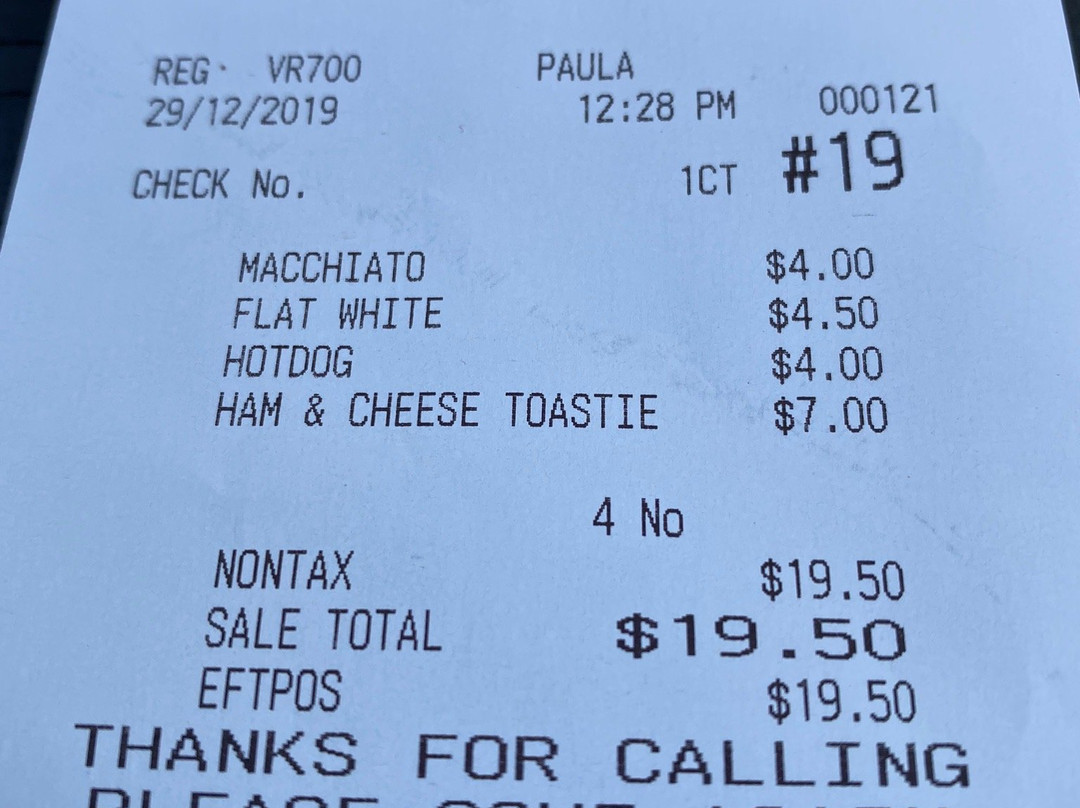 REG VR700 PAULA
29/12/2019 12:28 PM 000121
CHECK No. 1CT #19
MACCHIATO $4.00
FLAT WHITE $4.50
HOTDOG $4.00
HAM & CHEESE TOASTIE $7.00
4 No
NONTAX $19.50
SALE TOTAL $19.50
EFTPOS $19.50
THANKS FOR CALLING
PLEASE